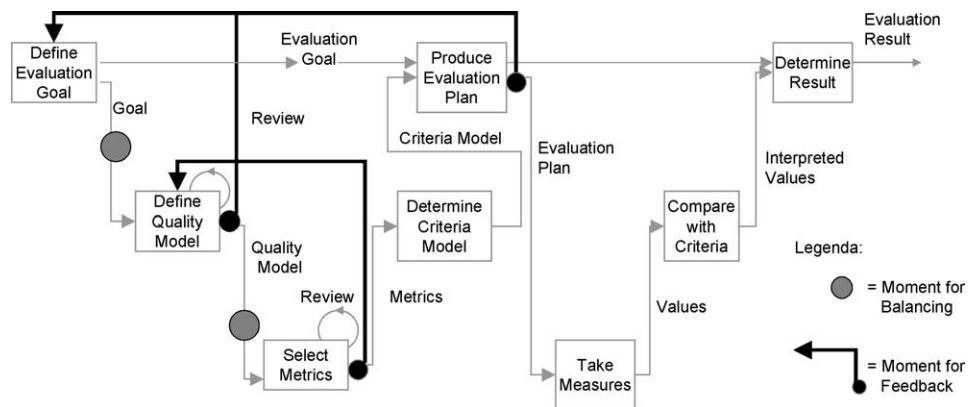 Define
Evaluation
Goal
Evaluation
Goal
Produce
Evaluation
Plan
Determine
Result
Evaluation
Result
Goal
Review
Criteria Model
Evaluation
Plan
Interpreted
Values
Define
Quality
Model
Determine
Criteria
Model
Compare
with
Criteria
Quality
Model
Review
Metrics
Values
Select
Metrics
Take
Measures
Legenda:
= Moment for
Balancing
= Moment for
Feedback